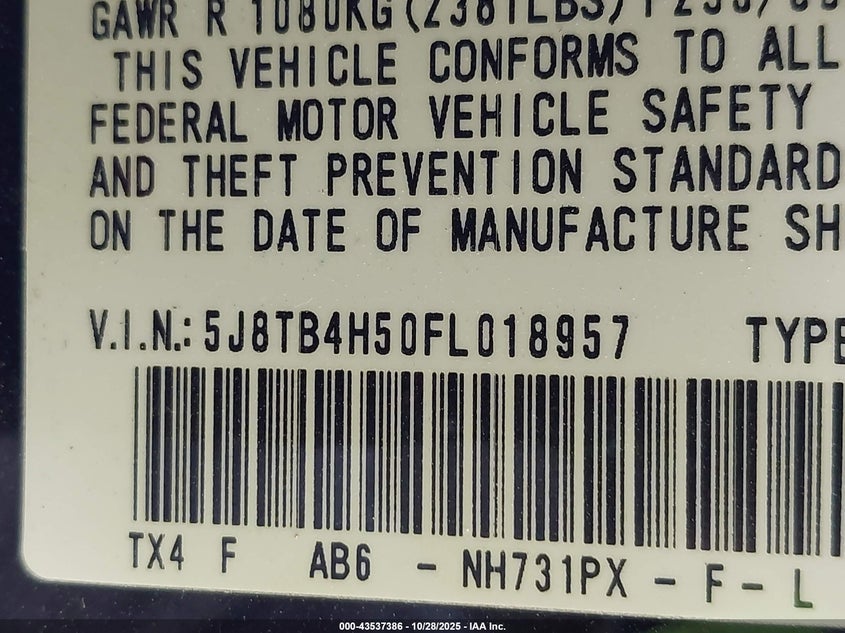 GAWR R 1080KG(2381LBS)
THIS VEHICLE CONFORMS TO ALL
FEDERAL MOTOR VEHICLE SAFETY
AND THEFT PREVENTION STANDARD
ON THE DATE OF MANUFACTURE SH
V.I.N.: 5J8TB4H50FL018957 TYPE
TX4 F AB6 - NH731PX - F - L
000-43537386 - 10/28/2025 - IAA Inc.